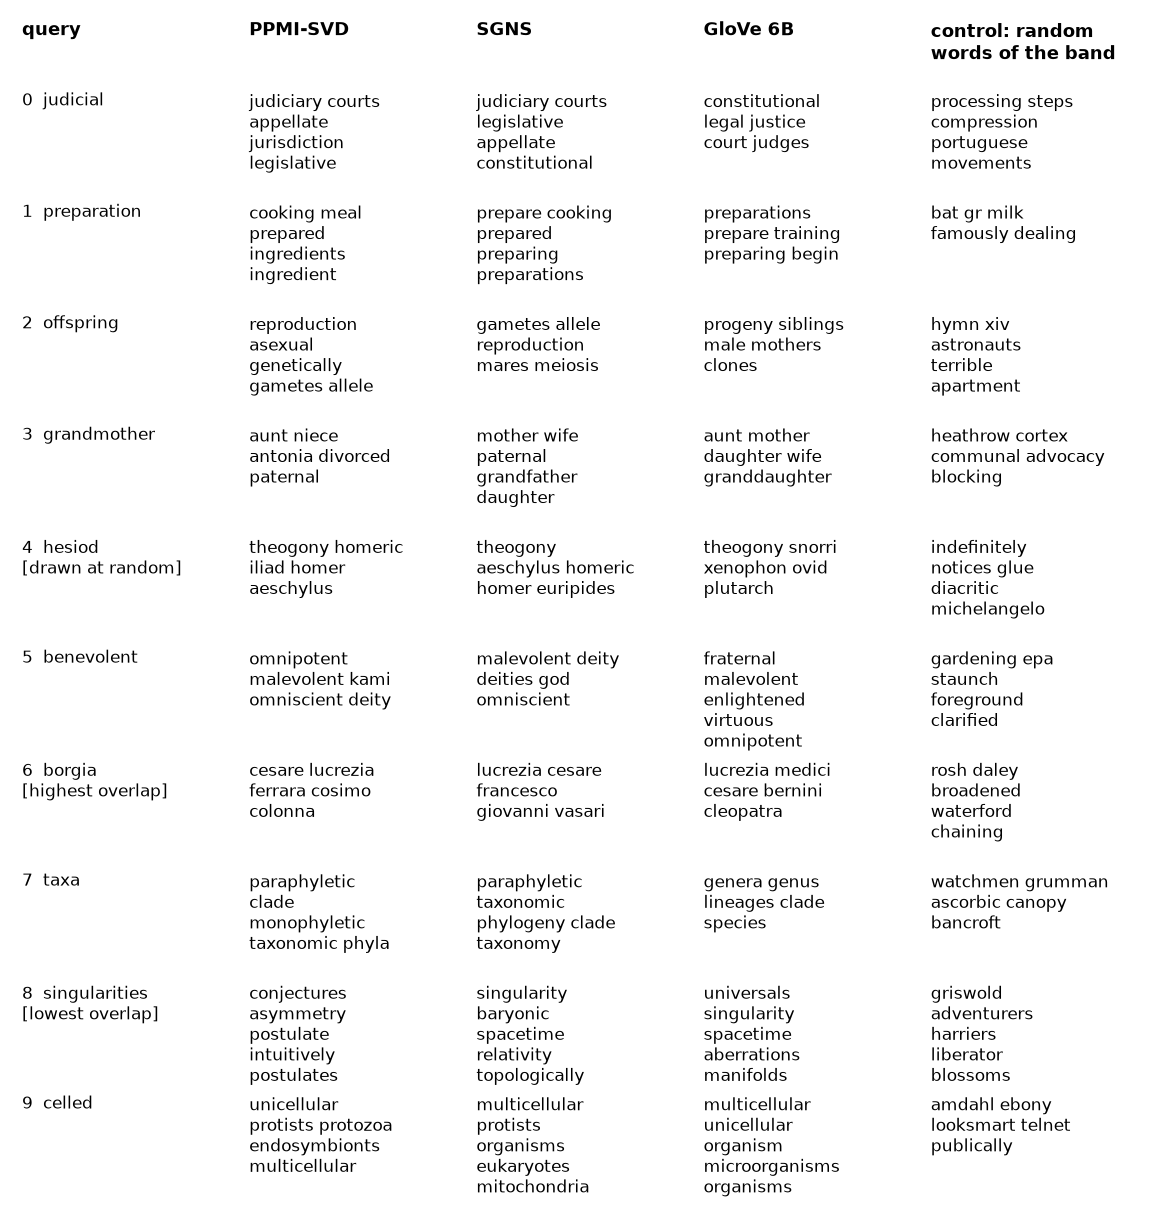 query PPMI-SVD SGNS GloVe 6B control: random words of the band
0 judicial
judiciary courts
appellate
jurisdiction
legislative
judiciary courts
legislative
appellate
constitutional
constitutional
legal justice
court judges
processing steps
compression
portuguese
movements
1 preparation
cooking meal
prepared
ingredients
ingredient
prepare cooking
prepared
preparing
preparations
preparations
prepare training
preparing begin
bat gr milk
famously dealing
2 offspring
reproduction
asexual
genetically
gametes allele
gametes allele
reproduction
mares meiosis
progeny siblings
male mothers
clones
hymn xiv
astronauts
terrible
apartment
3 grandmother
aunt niece
antonia divorced
paternal
mother wife
paternal
grandfather
daughter
aunt mother
daughter wife
granddaughter
heathrow cortex
communal advocacy
blocking
4 hesiod
[drawn at random]
theogony homeric
iliad homer
aeschylus
theogony
aeschylus homeric
homer euripides
theogony snorri
xenophon ovid
plutarch
indefinitely
notices glue
diacritic
michelangelo
5 benevolent
omnipotent
malevolent kami
omniscient deity
malevolent deity
deities god
omniscient
fraternal
malevolent
enlightened
virtuous
omnipotent
gardening epa
staunch
foreground
clarified
6 borgia
[highest overlap]
cesare lucrezia
ferrara cosimo
colonna
lucrezia cesare
francesco
giovanni vasari
lucrezia medici
cesare bernini
cleopatra
rosh daley
broadened
waterford
chaining
7 taxa
paraphyletic
clade
monophyletic
taxonomic phyla
paraphyletic
taxonomic
phylogeny clade
taxonomy
genera genus
lineages clade
species
watchmen grumman
ascorbic canopy
bancroft
8 singularities
[lowest overlap]
conjectures
asymmetry
postulate
intuitively
postulates
singularity
baryonic
spacetime
relativity
topologically
universals
singularity
spacetime
aberrations
manifolds
griswold
adventurers
harriers
liberator
blossoms
9 celled
unicellular
protists protozoa
endosymbionts
multicellular
multicellular
protists
organisms
eukaryotes
mitochondria
multicellular
unicellular
organism
microorganisms
organisms
amdahl ebony
looksmart telnet
publically